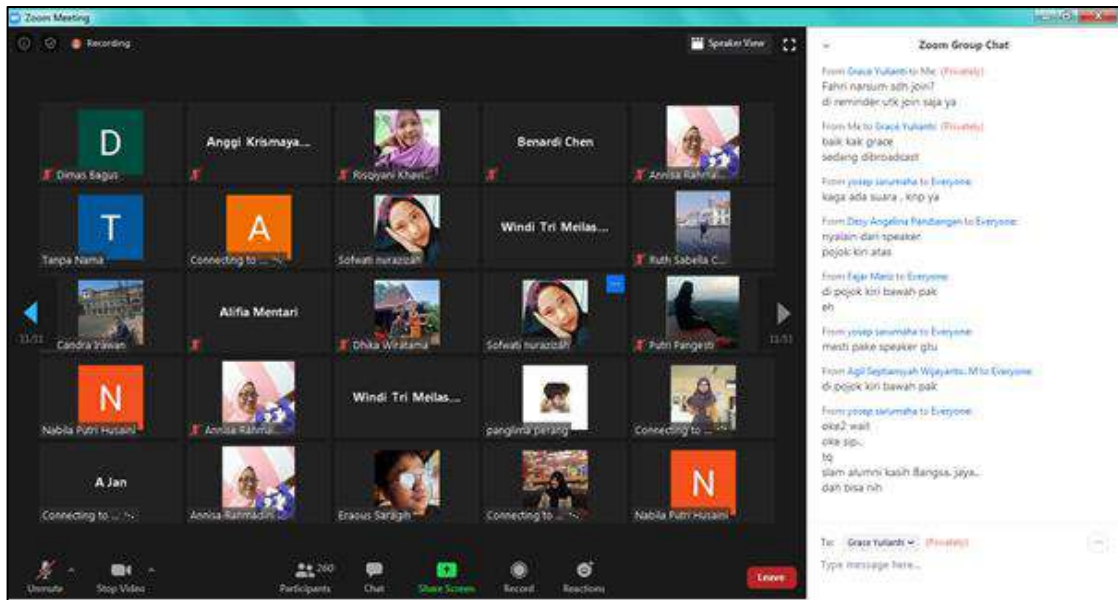 Zoom Meeting
Recording
Speaker View
D
Dimas Bagus
Anggi Krismaya...
Risqiyani Khavi...
Benardi Chen
Annisa Rahma...
T
Tanpa Nama
A
Connecting to ...
Sofwati nurazizah
Windi Tri Meilas...
Ruth Sabella C...
11/11
Candra Irawan
Alifia Mentari
Dhika Wiratama
Sofwati nurazizah
Putri Pangesti
11/11
N
Nabila Putri Husaini
Annisa Rahma...
Windi Tri Meilas...
panglima perang
Connecting to ...
A Jan
Connecting to ...
Annisa Rahmadini
Eraous Saragih
Connecting to ...
N
Nabila Putri Husaini
Unmute
Stop Video
260
Participants
Chat
Share Screen
Record
Reactions
Leave
Zoom Group Chat
From Grace Yulianti to Me: (Privately)
Fahri narsum sdh join?
di reminder utk join saja ya
From Me to Grace Yulianti: (Privately)
baik kak grace
sedang dibroadcast
From yosep sarumaha to Everyone:
kaga ada suara , knp ya
From Desy Angelina Pandiangan to Everyone:
nyalain dari speaker
pojok kiri atas
From Fajar Mario to Everyone:
di pojok kiri bawah pak
eh
From yosep sarumaha to Everyone:
mesti pake speaker gtu
From Agil Septiansyah Wijayanto. M to Everyone:
di pojok kiri bawah pak
From yosep sarumaha to Everyone:
oke2 wait
oke sip..
tq
slam alumni kasih Bangsa. jaya..
dah bisa nih
To: Grace Yulianti (Privately)
Type message here...